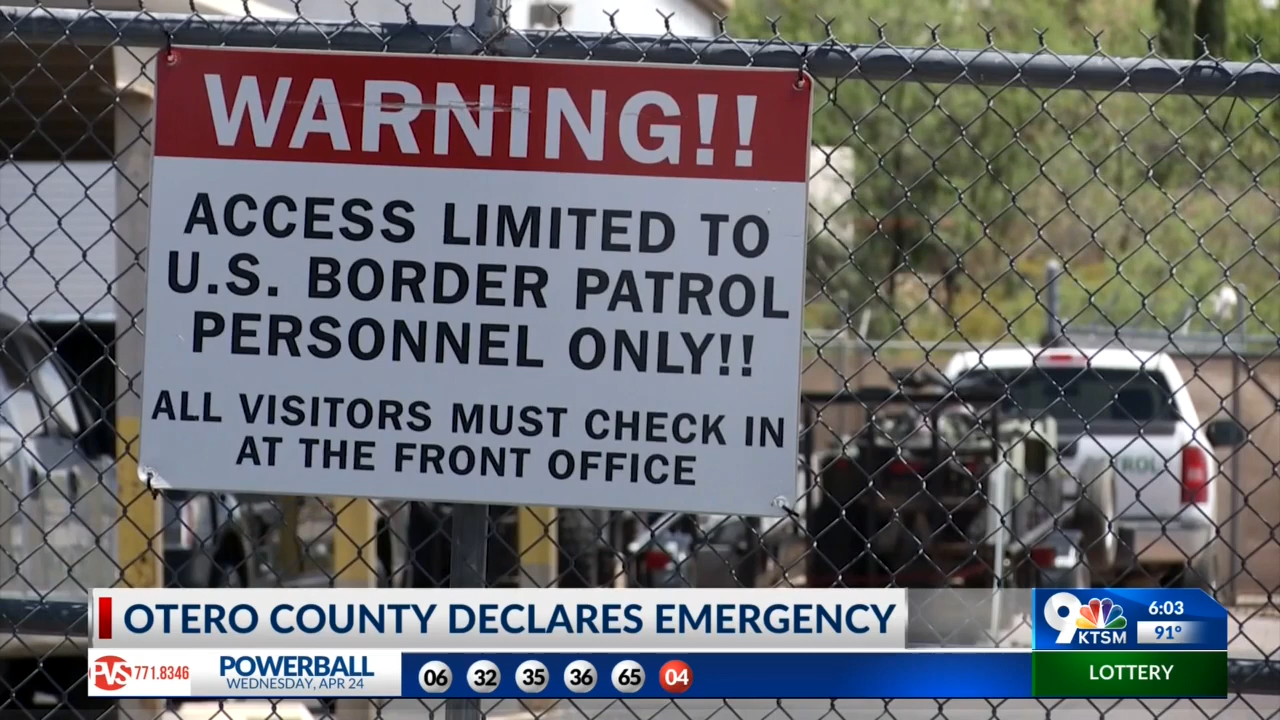 WARNING!!
ACCESS LIMITED TO
U.S. BORDER PATROL
PERSONNEL ONLY!!
ALL VISITORS MUST CHECK IN
AT THE FRONT OFFICE
OTERO COUNTY DECLARES EMERGENCY
9
KTSM
6:03
91°
PVS 771.8346
POWERBALL
WEDNESDAY, APR 24
06 32 35 36 65 04
LOTTERY